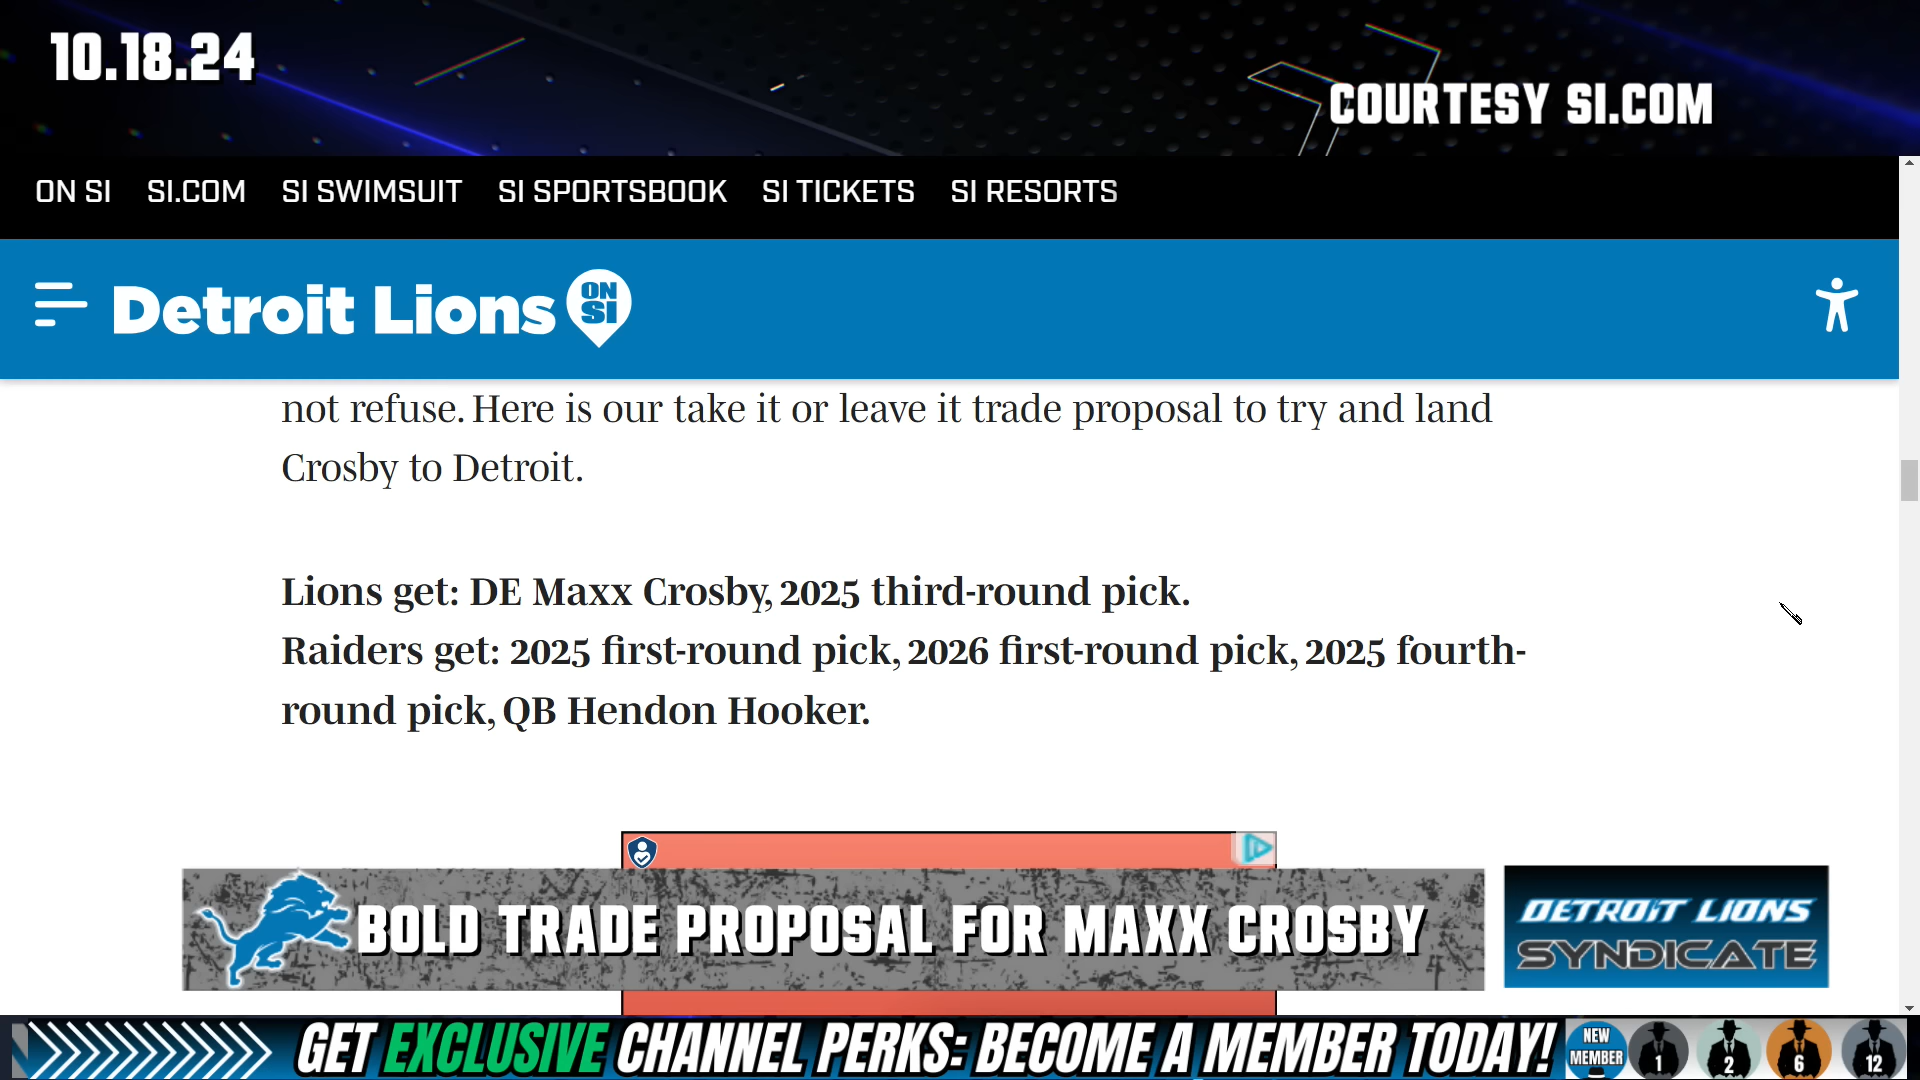 10.18.24
COURTESY SI.COM
ON SI SI.COM SI SWIMSUIT SI SPORTSBOOK SI TICKETS SI RESORTS
Detroit Lions ON SI
not refuse. Here is our take it or leave it trade proposal to try and land
Crosby to Detroit.
Lions get: DE Maxx Crosby, 2025 third-round pick.
Raiders get: 2025 first-round pick, 2026 first-round pick, 2025 fourth-
round pick, QB Hendon Hooker.
BOLD TRADE PROPOSAL FOR MAXX CROSBY
DETROIT LIONS
SYNDICATE
GET EXCLUSIVE CHANNEL PERKS: BECOME A MEMBER TODAY!
NEW
MEMBER
1 2 6 12